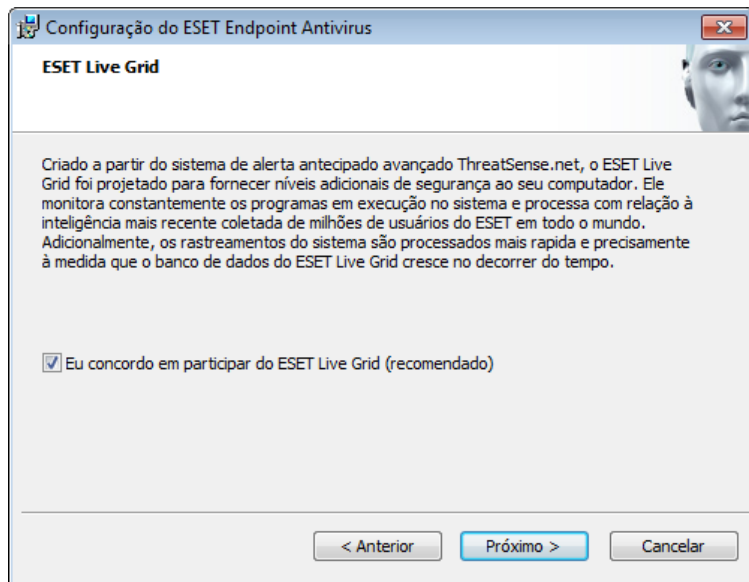 Configuração do ESET Endpoint Antivirus
ESET Live Grid
Criado a partir do sistema de alerta antecipado avançado ThreatSense.net, o ESET Live
Grid foi projetado para fornecer níveis adicionais de segurança ao seu computador. Ele
monitora constantemente os programas em execução no sistema e processa com relação à
inteligência mais recente coletada de milhões de usuários do ESET em todo o mundo.
Adicionalmente, os rastreamentos do sistema são processados mais rapida e precisamente
à medida que o banco de dados do ESET Live Grid cresce no decorrer do tempo.
Eu concordo em participar do ESET Live Grid (recomendado)
< Anterior
Próximo >
Cancelar